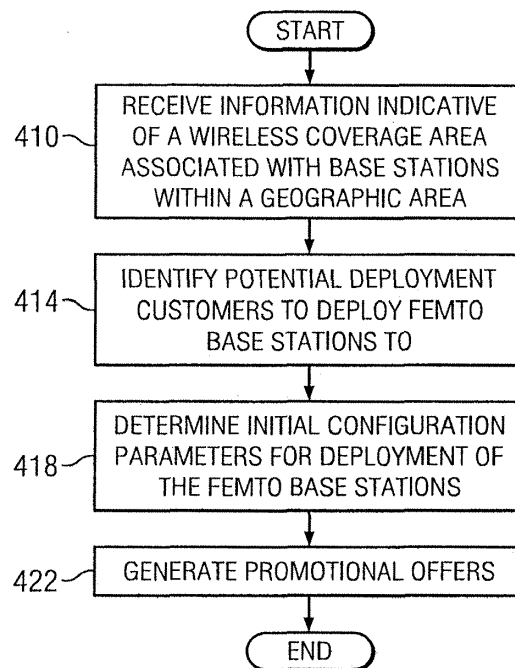 START
410
RECEIVE INFORMATION INDICATIVE
OF A WIRELESS COVERAGE AREA
ASSOCIATED WITH BASE STATIONS
WITHIN A GEOGRAPHIC AREA
414
IDENTIFY POTENTIAL DEPLOYMENT
CUSTOMERS TO DEPLOY FEMTO
BASE STATIONS TO
418
DETERMINE INITIAL CONFIGURATION
PARAMETERS FOR DEPLOYMENT OF
THE FEMTO BASE STATIONS
422
GENERATE PROMOTIONAL OFFERS
END